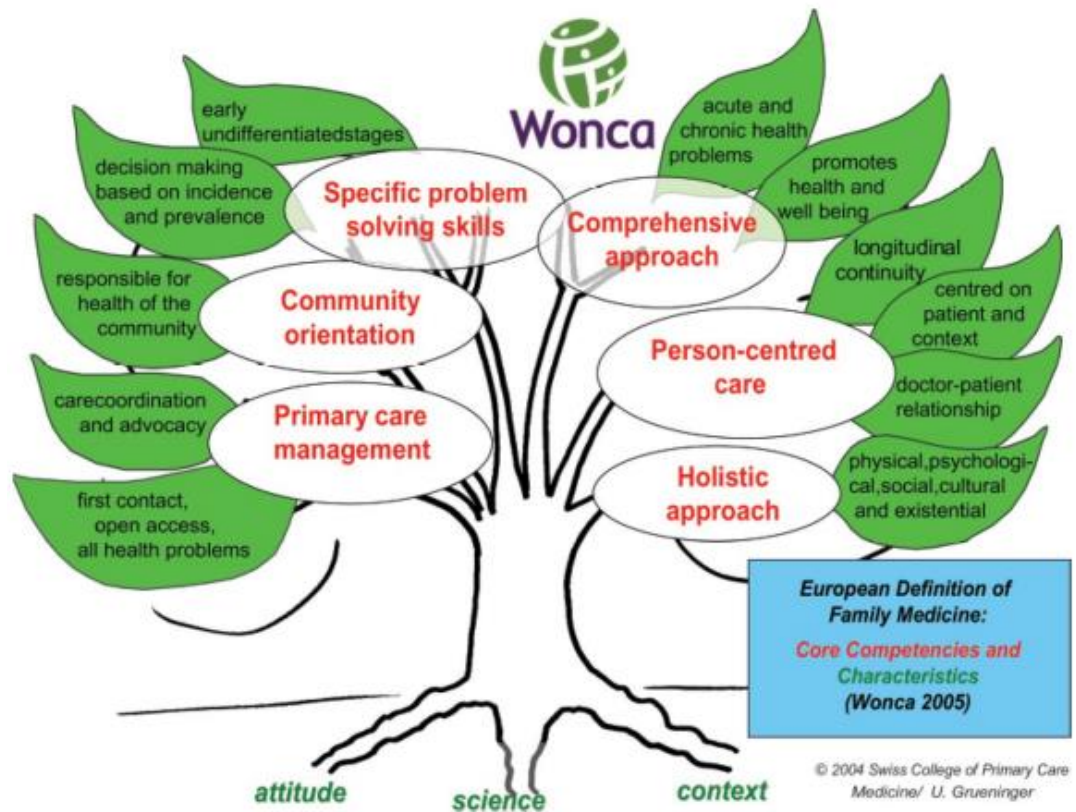 Wonca
early
undifferentiatedstages
decision making
based on incidence
and prevalence
responsible for
health of the
community
carecoordination
and advocacy
first contact,
open access,
all health problems
Specific problem
solving skills
Community
orientation
Primary care
management
acute and
chronic health
problems
promotes
health and
well being
longitudinal
continuity
centred on
patient and
context
doctor-patient
relationship
physical,psychologi-
cal,social,cultural
and existential
Comprehensive
approach
Person-centred
care
Holistic
approach
European Definition of
Family Medicine:
Core Competencies and
Characteristics
(Wonca 2005)
attitude
science
context
© 2004 Swiss College of Primary Care
Medicine/ U. Grueninger